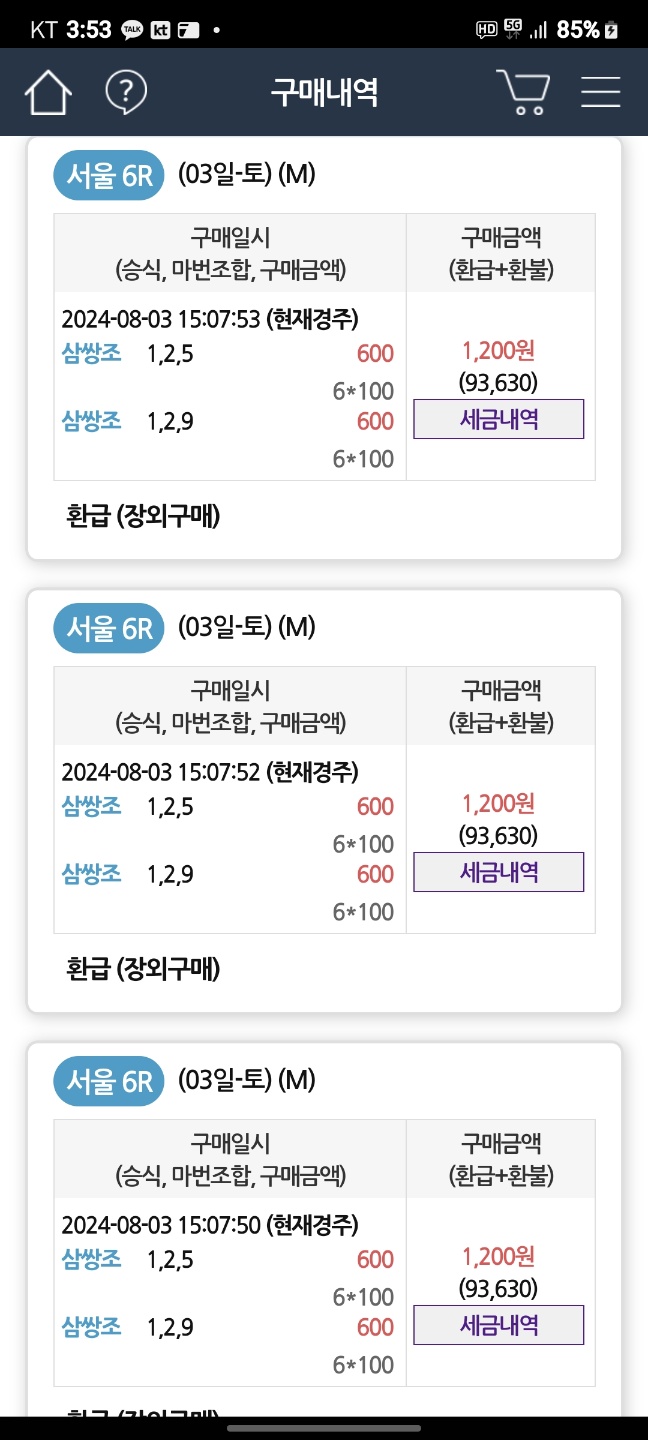 KT 3:53 TALK kt HD 5G 85%
구매내역
서울 6R (03일-토) (M)
구매일시 구매금액
(승식, 마번조합, 구매금액) (환급+환불)
2024-08-03 15:07:53 (현재경주)
삼쌍조 1,2,5 600 1,200원
6*100 (93,630)
삼쌍조 1,2,9 600 세금내역
6*100
환급 (장외구매)
서울 6R (03일-토) (M)
구매일시 구매금액
(승식, 마번조합, 구매금액) (환급+환불)
2024-08-03 15:07:52 (현재경주)
삼쌍조 1,2,5 600 1,200원
6*100 (93,630)
삼쌍조 1,2,9 600 세금내역
6*100
환급 (장외구매)
서울 6R (03일-토) (M)
구매일시 구매금액
(승식, 마번조합, 구매금액) (환급+환불)
2024-08-03 15:07:50 (현재경주)
삼쌍조 1,2,5 600 1,200원
6*100 (93,630)
삼쌍조 1,2,9 600 세금내역
6*100